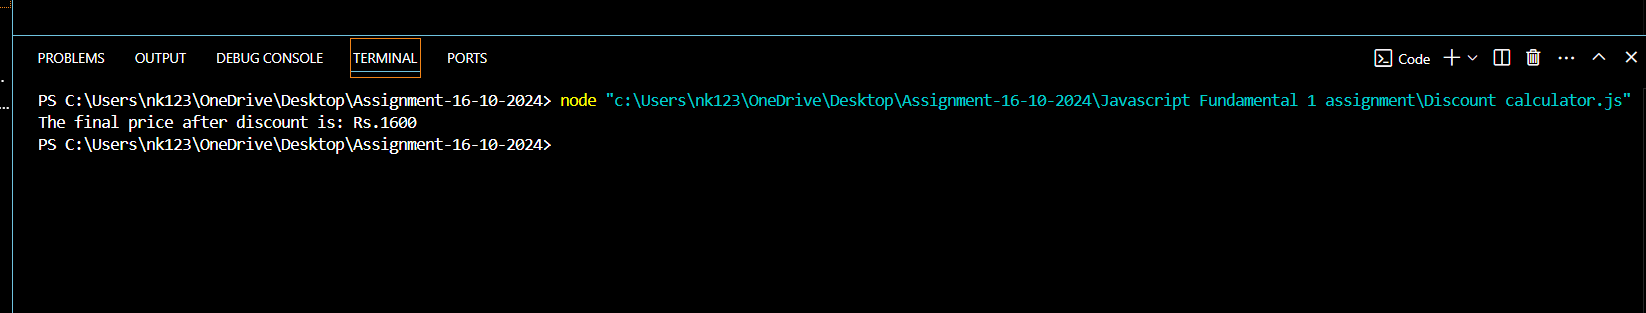 PROBLEMS OUTPUT DEBUG CONSOLE TERMINAL PORTS Code
PS C:\Users\nk123\OneDrive\Desktop\Assignment-16-10-2024> node "c:\Users\nk123\OneDrive\Desktop\Assignment-16-10-2024\Javascript Fundamental 1 assignment\Discount calculator.js"
The final price after discount is: Rs.1600
PS C:\Users\nk123\OneDrive\Desktop\Assignment-16-10-2024>